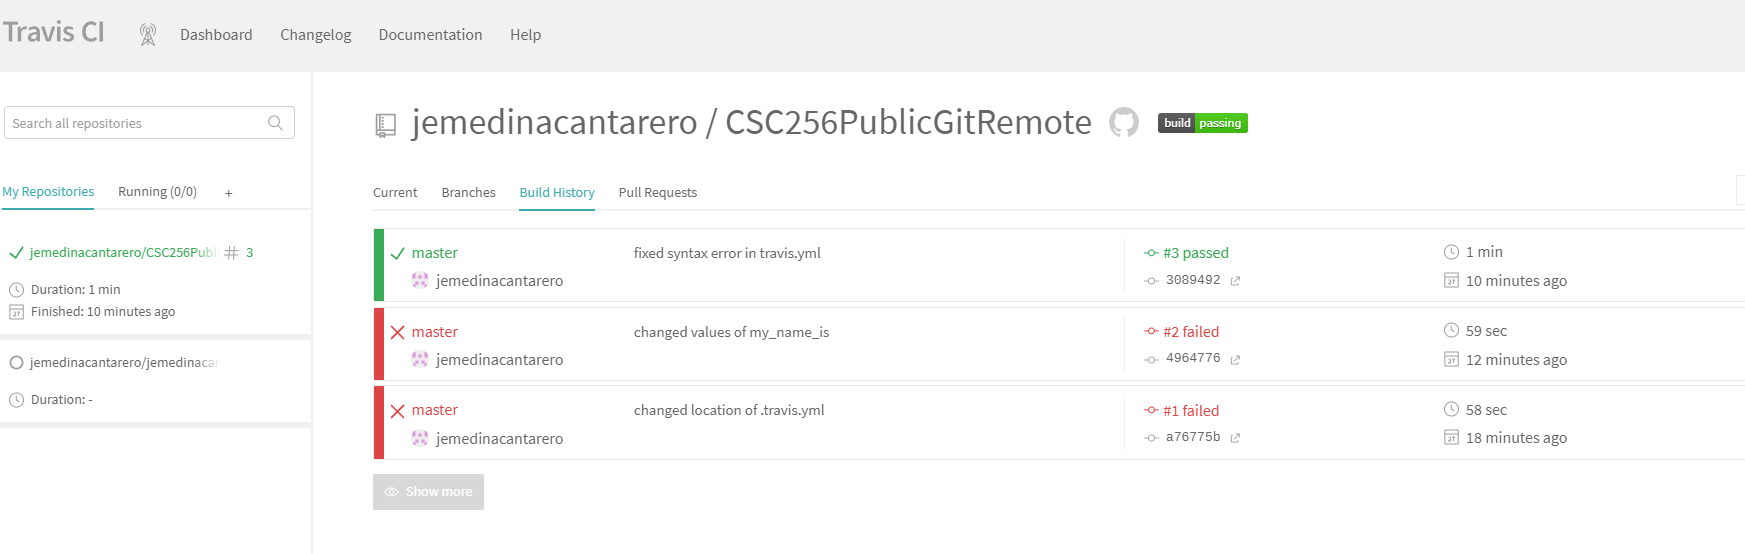 Travis CI Dashboard Changelog Documentation Help
Search all repositories
My Repositories Running (0/0) +
jemedinacantarero/CSC256Publ # 3
Duration: 1 min
Finished: 10 minutes ago
jemedinacantarero/jemedinacar
Duration: -
jemedinacantarero / CSC256PublicGitRemote build passing
Current Branches Build History Pull Requests
master fixed syntax error in travis.yml #3 passed 1 min
jemedinacantarero 3089492 27 10 minutes ago
master changed values of my_name_is #2 failed 59 sec
jemedinacantarero 4964776 27 12 minutes ago
master changed location of .travis.yml #1 failed 58 sec
jemedinacantarero a76775b 27 18 minutes ago
Show more